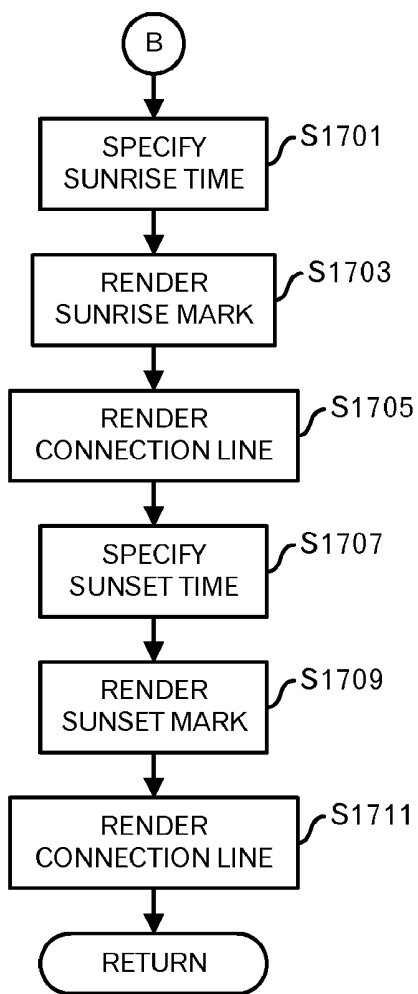 B
SPECIFY
SUNRISE TIME
S1701
RENDER
SUNRISE MARK
S1703
RENDER
CONNECTION LINE
S1705
SPECIFY
SUNSET TIME
S1707
RENDER
SUNSET MARK
S1709
RENDER
CONNECTION LINE
S1711
RETURN